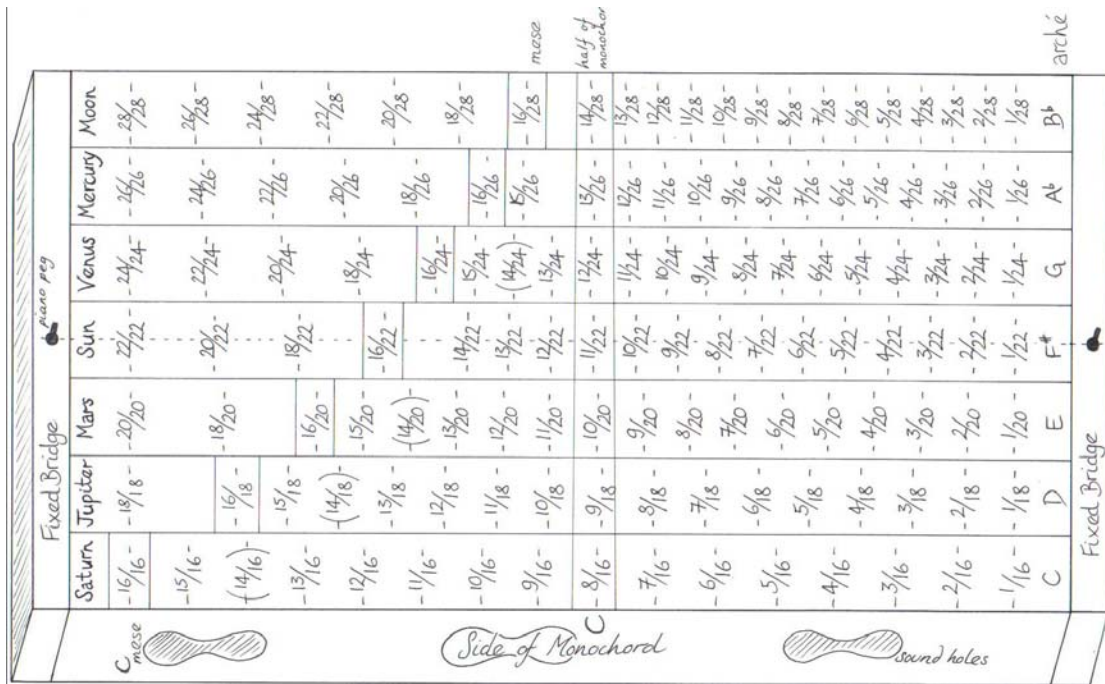 piano peg
Fixed Bridge
Saturn
- 16/16 -
- 15/16 -
- (14/16) -
- 13/16 -
- 12/16 -
- 11/16 -
- 10/16 -
- 9/16 -
- 8/16 -
- 7/16 -
- 6/16 -
- 5/16 -
- 4/16 -
- 3/16 -
- 2/16 -
- 1/16 -
C
Jupiter
- 18/18 -
- 16/18 -
- 15/18 -
- (14/18) -
- 13/18 -
- 12/18 -
- 11/18 -
- 10/18 -
- 9/18 -
- 8/18 -
- 7/18 -
- 6/18 -
- 5/18 -
- 4/18 -
- 3/18 -
- 2/18 -
- 1/18 -
D
Mars
- 20/20 -
- 18/20 -
- 16/20 -
- 15/20 -
- (14/20) -
- 13/20 -
- 12/20 -
- 11/20 -
- 10/20 -
- 9/20 -
- 8/20 -
- 7/20 -
- 6/20 -
- 5/20 -
- 4/20 -
- 3/20 -
- 2/20 -
- 1/20 -
E
Sun
- 22/22 -
- 20/22 -
- 18/22 -
- 16/22 -
- 14/22 -
- 13/22 -
- 12/22 -
- 11/22 -
- 10/22 -
- 9/22 -
- 8/22 -
- 7/22 -
- 6/22 -
- 5/22 -
- 4/22 -
- 3/22 -
- 2/22 -
- 1/22 -
F#
Venus
- 24/24 -
- 22/24 -
- 20/24 -
- 18/24 -
- 16/24 -
- 15/24 -
- (14/24) -
- 13/24 -
- 12/24 -
- 11/24 -
- 10/24 -
- 9/24 -
- 8/24 -
- 7/24 -
- 6/24 -
- 5/24 -
- 4/24 -
- 3/24 -
- 2/24 -
- 1/24 -
G
Mercury
- 26/26 -
- 24/26 -
- 22/26 -
- 20/26 -
- 18/26 -
- 16/26 -
- 15/26 -
- 13/26 -
- 12/26 -
- 11/26 -
- 10/26 -
- 9/26 -
- 8/26 -
- 7/26 -
- 6/26 -
- 5/26 -
- 4/26 -
- 3/26 -
- 2/26 -
- 1/26 -
A♭
Moon
- 28/28 -
- 26/28 -
- 24/28 -
- 22/28 -
- 20/28 -
- 18/28 -
- 16/28 -
- 14/28 -
- 13/28 -
- 12/28 -
- 11/28 -
- 10/28 -
- 9/28 -
- 8/28 -
- 7/28 -
- 6/28 -
- 5/28 -
- 4/28 -
- 3/28 -
- 2/28 -
- 1/28 -
B♭
mese
half of
monochord
arché
Fixed Bridge
C
mese
Side of Monochord
C
sound holes